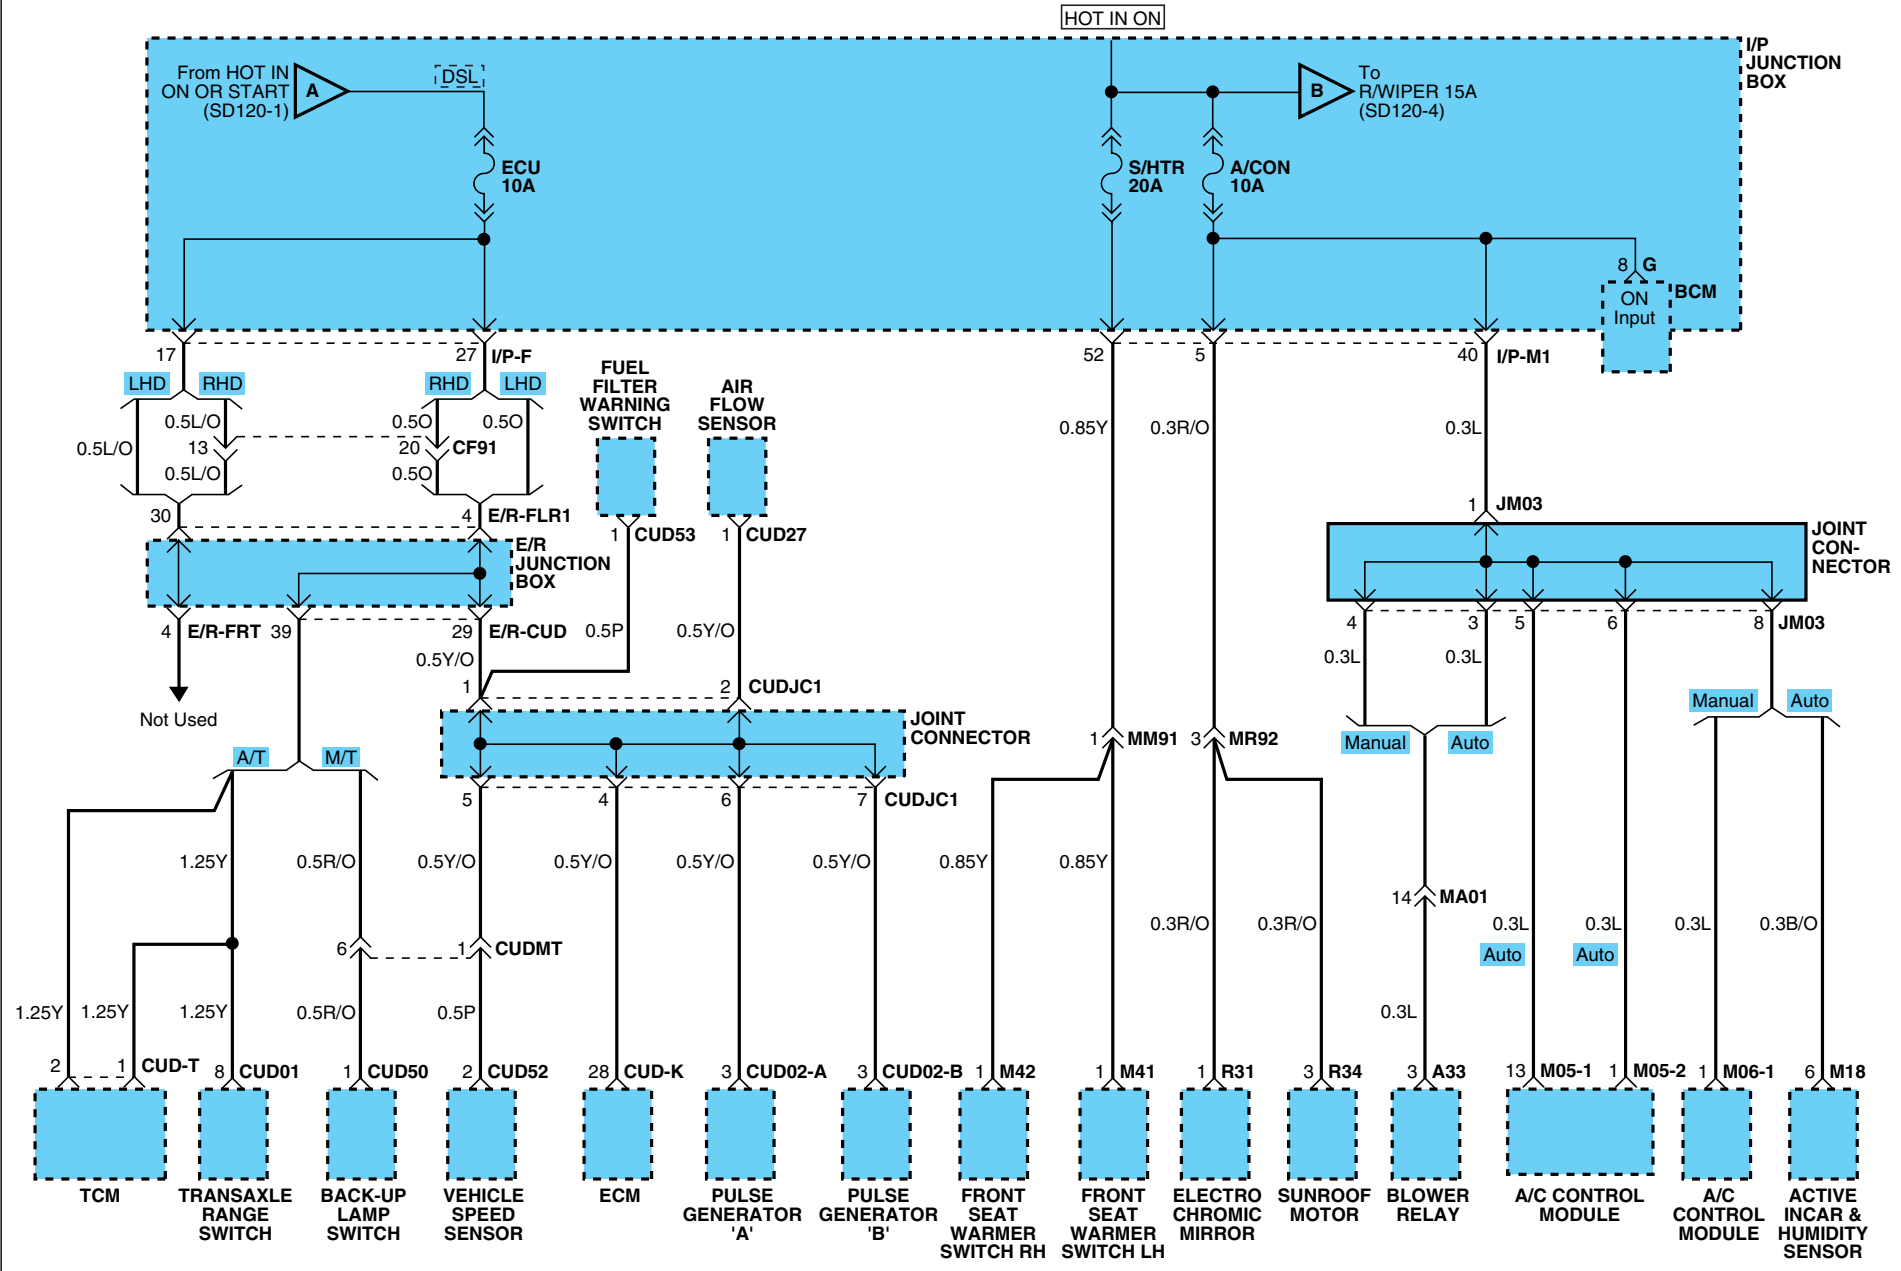 HOT IN ON
I/P
JUNCTION
BOX
From HOT IN
ON OR START
(SD120-1)
A
DSL
ECU
10A
S/HTR
20A
A/CON
10A
B
To
R/WIPER 15A
(SD120-4)
8 G
ON
Input
BCM
17
27 I/P-F
52
5
40 I/P-M1
LHD
RHD
RHD
LHD
0.5L/O
0.5L/O
13
0.5L/O
0.5O
0.5O
20 CF91
0.5O
FUEL
FILTER
WARNING
SWITCH
AIR
FLOW
SENSOR
0.85Y
0.3R/O
0.3L
30
4 E/R-FLR1
1 CUD53
1 CUD27
1 JM03
E/R
JUNCTION
BOX
JOINT
CON-
NECTOR
4 E/R-FRT
39
29 E/R-CUD
0.5P
0.5Y/O
0.5Y/O
4
3
5
6
8 JM03
0.3L
0.3L
Not Used
1
2 CUDJC1
JOINT
CONNECTOR
Manual
Auto
Manual
Auto
A/T
M/T
1 MM91
3 MR92
5
4
6
7 CUDJC1
1.25Y
0.5R/O
0.5Y/O
0.5Y/O
0.5Y/O
0.5Y/O
0.85Y
0.85Y
14 MA01
0.3R/O
0.3R/O
0.3L
0.3L
0.3L
0.3B/O
6
1 CUDMT
Auto
Auto
1.25Y
1.25Y
1.25Y
0.5R/O
0.5P
0.3L
2
1 CUD-T
8 CUD01
1 CUD50
2 CUD52
28 CUD-K
3 CUD02-A
3 CUD02-B
1 M42
1 M41
1 R31
3 R34
3 A33
13 M05-1
1 M05-2
1 M06-1
6 M18
TCM
TRANSAXLE
RANGE
SWITCH
BACK-UP
LAMP
SWITCH
VEHICLE
SPEED
SENSOR
ECM
PULSE
GENERATOR
'A'
PULSE
GENERATOR
'B'
FRONT
SEAT
WARMER
SWITCH RH
FRONT
SEAT
WARMER
SWITCH LH
ELECTRO
CHROMIC
MIRROR
SUNROOF
MOTOR
BLOWER
RELAY
A/C CONTROL
MODULE
A/C
CONTROL
MODULE
ACTIVE
INCAR &
HUMIDITY
SENSOR